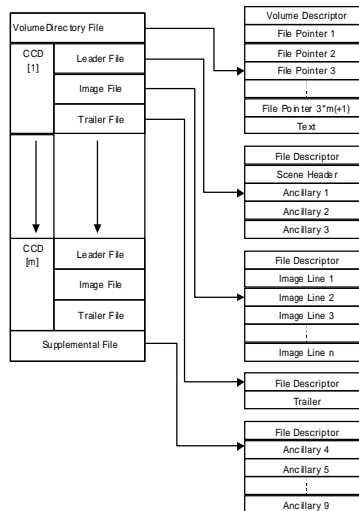 VolumeDirectory File
CCD
[1]
Leader File
Image File
Trailer File
CCD
[m]
Leader File
Image File
Trailer File
Supplemental File
Volume Descriptor
File Pointer 1
File Pointer 2
File Pointer 3
File Pointer 3*m(+1)
Text
File Descriptor
Scene Header
Ancillary 1
Ancillary 2
Ancillary 3
File Descriptor
Image Line 1
Image Line 2
Image Line 3
Image Line n
File Descriptor
Trailer
File Descriptor
Ancillary 4
Ancillary 5
Ancillary 9